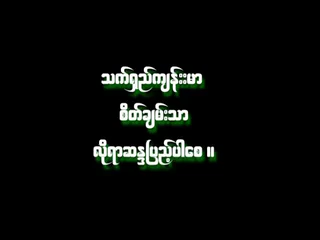 သက်ရှည်ကျန်းးမာ
စိတ်ချမ်းသာ
လိုရာဆန္ဒပြည့်ပါစေ ။